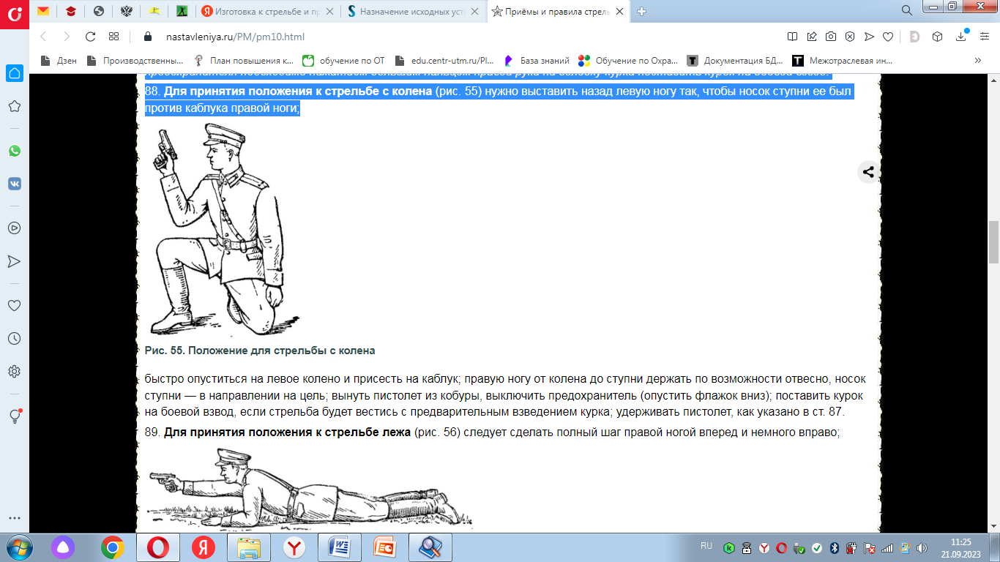 Изготовка к стрельбе и пр
Назначение исходных уст
Приёмы и правила стрель
nastavleniya.ru/PM/pm10.html
Дзен
Производственны...
План повышения к...
обучение по ОТ
edu.centr-utm.ru/Pl...
База знаний
Обучение по Охра...
Документация БД...
Межотраслевая ин...
88. Для принятия положения к стрельбе с колена (рис. 55) нужно выставить назад левую ногу так, чтобы носок ступни ее был
против каблука правой ноги;
Рис. 55. Положение для стрельбы с колена
быстро опуститься на левое колено и присесть на каблук; правую ногу от колена до ступни держать по возможности отвесно, носок
ступни — в направлении на цель; вынуть пистолет из кобуры, выключить предохранитель (опустить флажок вниз); поставить курок
на боевой взвод, если стрельба будет вестись с предварительным взведением курка; удерживать пистолет, как указано в ст. 87.
89. Для принятия положения к стрельбе лежа (рис. 56) следует сделать полный шаг правой ногой вперед и немного вправо;
RU
11:25
21.09.2023